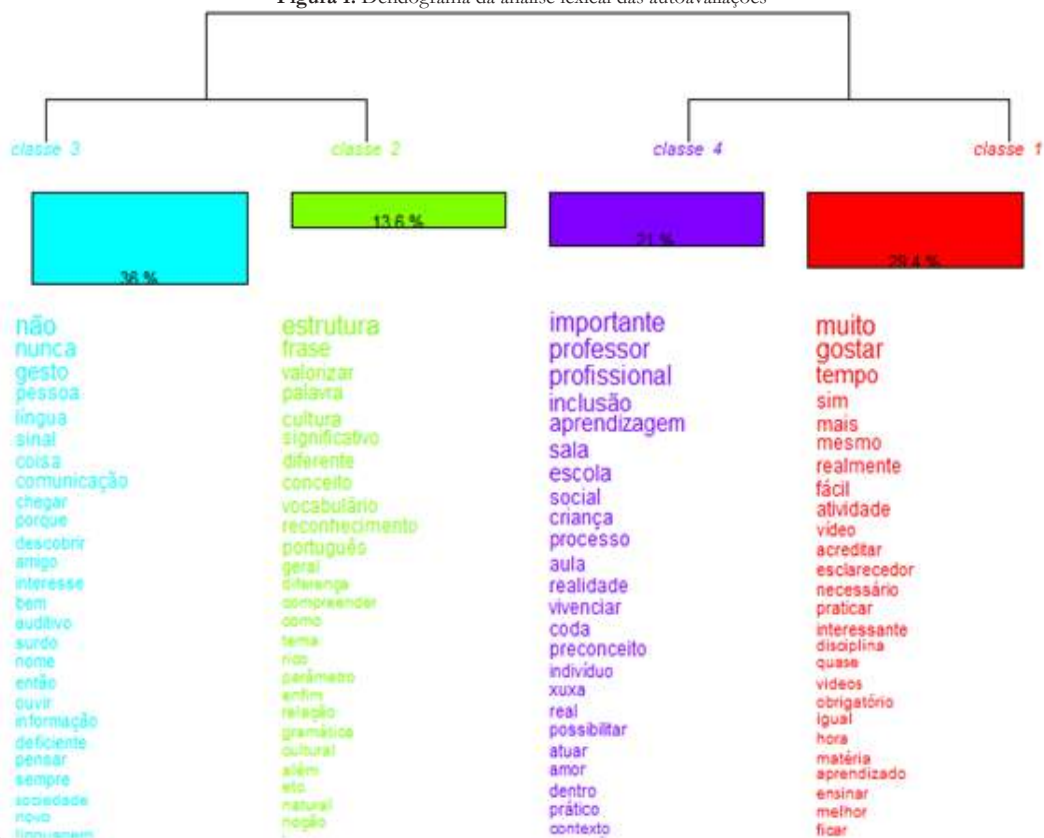 Figura 1. Dendograma da análise lexical das autoavaliações
classe 3
classe 2
classe 4
classe 1
36 %
13.6 %
21 %
29.4 %
não
nunca
gesto
pessoa
língua
sinal
coisa
comunicação
chegar
porque
descobrir
amigo
interesse
bem
auditivo
surdo
nome
então
ouvir
informação
deficiente
pensar
sempre
sociedade
novo
linguagem
estrutura
frase
valorizar
palavra
cultura
significativo
diferente
conceito
vocabulário
reconhecimento
português
geral
diferença
compreender
como
tema
rico
parâmetro
enfim
relação
gramática
cultural
além
etc
natural
noção
importante
professor
profissional
inclusão
aprendizagem
sala
escola
social
criança
processo
aula
realidade
vivenciar
coda
preconceito
indivíduo
xuxa
real
possibilitar
atuar
amor
dentro
prático
contexto
muito
gostar
tempo
sim
mais
mesmo
realmente
fácil
atividade
vídeo
acreditar
esclarecedor
necessário
praticar
interessante
disciplina
quase
videos
obrigatório
igual
hora
matéria
aprendizado
ensinar
melhor
ficar